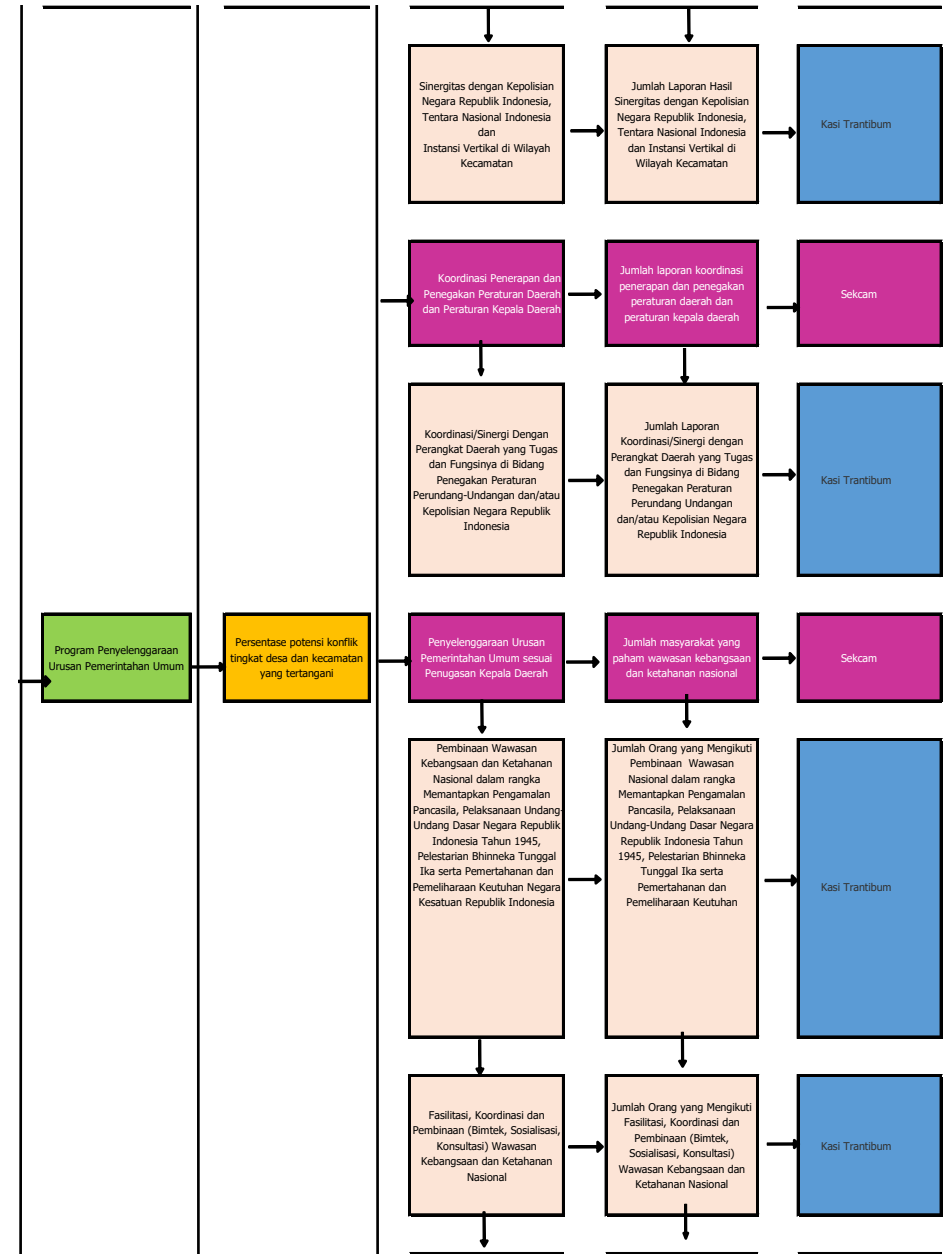 Sinergitas dengan Kepolisian
Negara Republik Indonesia,
Tentara Nasional Indonesia
dan
Instansi Vertikal di Wilayah
Kecamatan
Jumlah Laporan Hasil
Sinergitas dengan Kepolisian
Negara Republik Indonesia,
Tentara Nasional Indonesia
dan Instansi Vertikal di
Wilayah Kecamatan
Kasi Trantibum
Koordinasi Penerapan dan
Penegakan Peraturan Daerah
dan Peraturan Kepala Daerah
Jumlah laporan koordinasi
penerapan dan penegakan
peraturan daerah dan
peraturan kepala daerah
Sekcam
Koordinasi/Sinergi Dengan
Perangkat Daerah yang Tugas
dan Fungsinya di Bidang
Penegakan Peraturan
Perundang-Undangan dan/atau
Kepolisian Negara Republik
Indonesia
Jumlah Laporan
Koordinasi/Sinergi dengan
Perangkat Daerah yang Tugas
dan Fungsinya di Bidang
Penegakan Peraturan
Perundang Undangan
dan/atau Kepolisian Negara
Republik Indonesia
Kasi Trantibum
Program Penyelenggaraan
Urusan Pemerintahan Umum
Persentase potensi konflik
tingkat desa dan kecamatan
yang tertangani
Penyelenggaraan Urusan
Pemerintahan Umum sesuai
Penugasan Kepala Daerah
Jumlah masyarakat yang
paham wawasan kebangsaan
dan ketahanan nasional
Sekcam
Pembinaan Wawasan
Kebangsaan dan Ketahanan
Nasional dalam rangka
Memantapkan Pengamalan
Pancasila, Pelaksanaan Undang-
Undang Dasar Negara Republik
Indonesia Tahun 1945,
Pelestarian Bhinneka Tunggal
Ika serta Pemertahanan dan
Pemeliharaan Keutuhan Negara
Kesatuan Republik Indonesia
Jumlah Orang yang Mengikuti
Pembinaan Wawasan
Nasional dalam rangka
Memantapkan Pengamalan
Pancasila, Pelaksanaan
Undang-Undang Dasar Negara
Republik Indonesia Tahun
1945, Pelestarian Bhinneka
Tunggal Ika serta
Pemertahanan dan
Pemeliharaan Keutuhan
Kasi Trantibum
Fasilitasi, Koordinasi dan
Pembinaan (Bimtek, Sosialisasi,
Konsultasi) Wawasan
Kebangsaan dan Ketahanan
Nasional
Jumlah Orang yang Mengikuti
Fasilitasi, Koordinasi dan
Pembinaan (Bimtek,
Sosialisasi, Konsultasi)
Wawasan Kebangsaan dan
Ketahanan Nasional
Kasi Trantibum